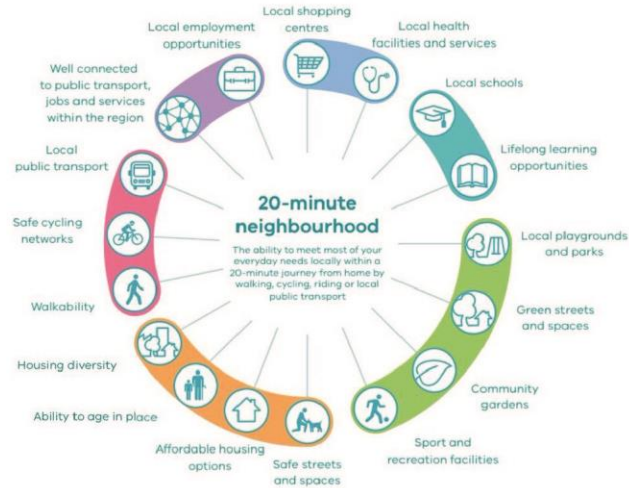 Local shopping
centres
Local health
facilities and services
Local schools
Lifelong learning
opportunities
Local playgrounds
and parks
Green streets
and spaces
Community
gardens
Sport and
recreation facilities
Safe streets
and spaces
Affordable housing
options
Ability to age in place
Housing diversity
Walkability
Safe cycling
networks
Local
public transport
Well connected
to public transport,
jobs and services
within the region
Local employment
opportunities
20-minute
neighbourhood
The ability to meet most of your
everyday needs locally within a
20-minute journey from home by
walking, cycling, riding or local
public transport